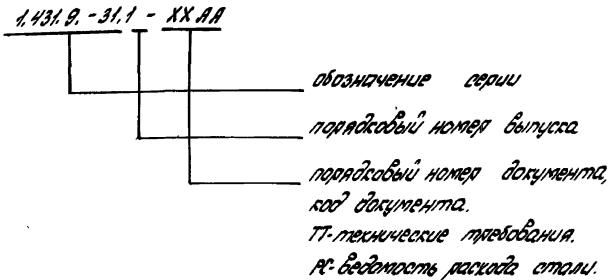 1.431.9.-31.1 - XX АА
обозначение серии
порядковый номер выпуска
порядковый номер документа,
код документа.
ТТ-технические требования.
РС-ведомость расхода стали.